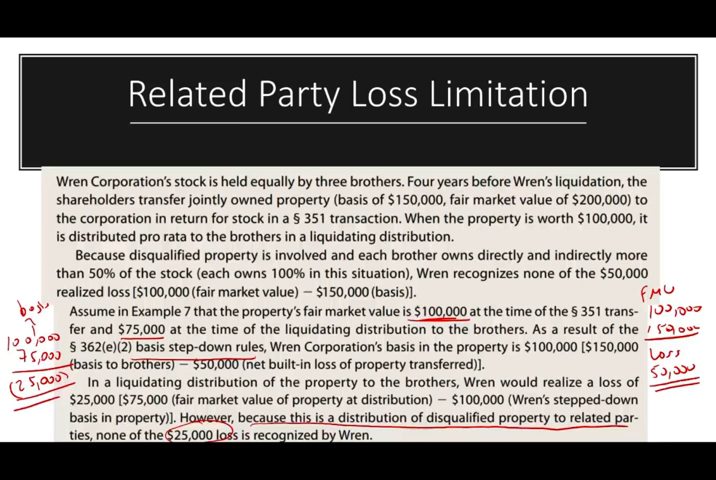 Related Party Loss Limitation
Wren Corporation's stock is held equally by three brothers. Four years before Wren's liquidation, the
shareholders transfer jointly owned property (basis of $150,000, fair market value of $200,000) to
the corporation in return for stock in a § 351 transaction. When the property is worth $100,000, it
is distributed pro rata to the brothers in a liquidating distribution.
Because disqualified property is involved and each brother owns directly and indirectly more
than 50% of the stock (each owns 100% in this situation), Wren recognizes none of the $50,000
realized loss [$100,000 (fair market value) – $150,000 (basis)].
Assume in Example 7 that the property's fair market value is $100,000 at the time of the § 351 trans-
fer and $75,000 at the time of the liquidating distribution to the brothers. As a result of the
§ 362(e)(2) basis step-down rules, Wren Corporation's basis in the property is $100,000 [$150,000
(basis to brothers) – $50,000 (net built-in loss of property transferred)].
In a liquidating distribution of the property to the brothers, Wren would realize a loss of
$25,000 [$75,000 (fair market value of property at distribution) – $100,000 (Wren's stepped-down
basis in property)]. However, because this is a distribution of disqualified property to related par-
ties, none of the $25,000 loss is recognized by Wren.
basis
100,000
75,000
(25,000)
FMV
100,000
150,000
Loss
50,000